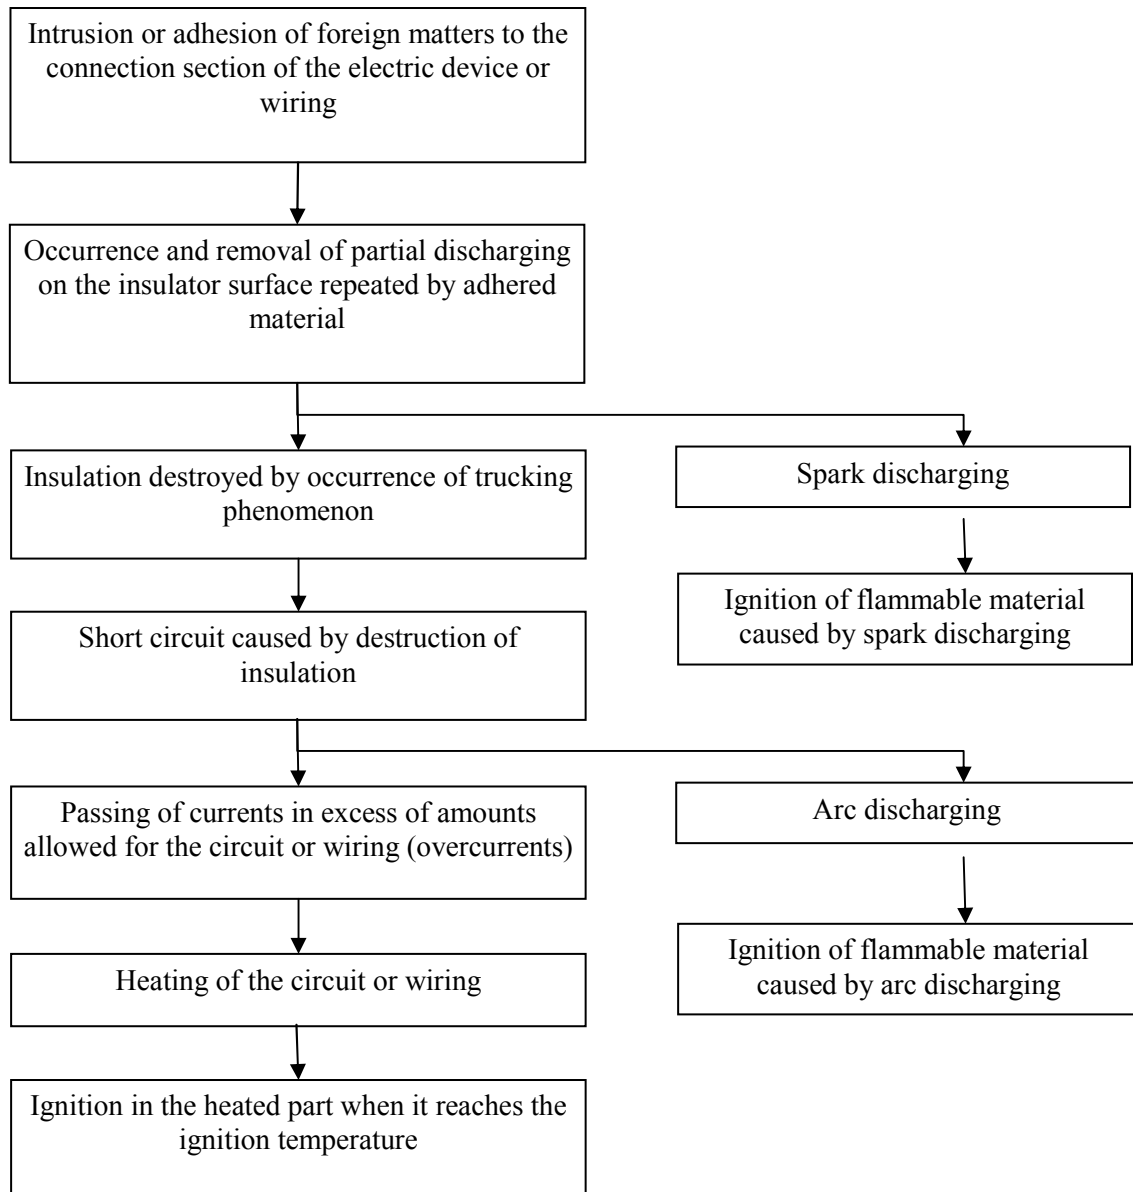 Intrusion or adhesion of foreign matters to the
connection section of the electric device or
wiring
Occurrence and removal of partial discharging
on the insulator surface repeated by adhered
material
Insulation destroyed by occurrence of trucking
phenomenon
Spark discharging
Ignition of flammable material
caused by spark discharging
Short circuit caused by destruction of
insulation
Passing of currents in excess of amounts
allowed for the circuit or wiring (overcurrents)
Arc discharging
Ignition of flammable material
caused by arc discharging
Heating of the circuit or wiring
Ignition in the heated part when it reaches the
ignition temperature